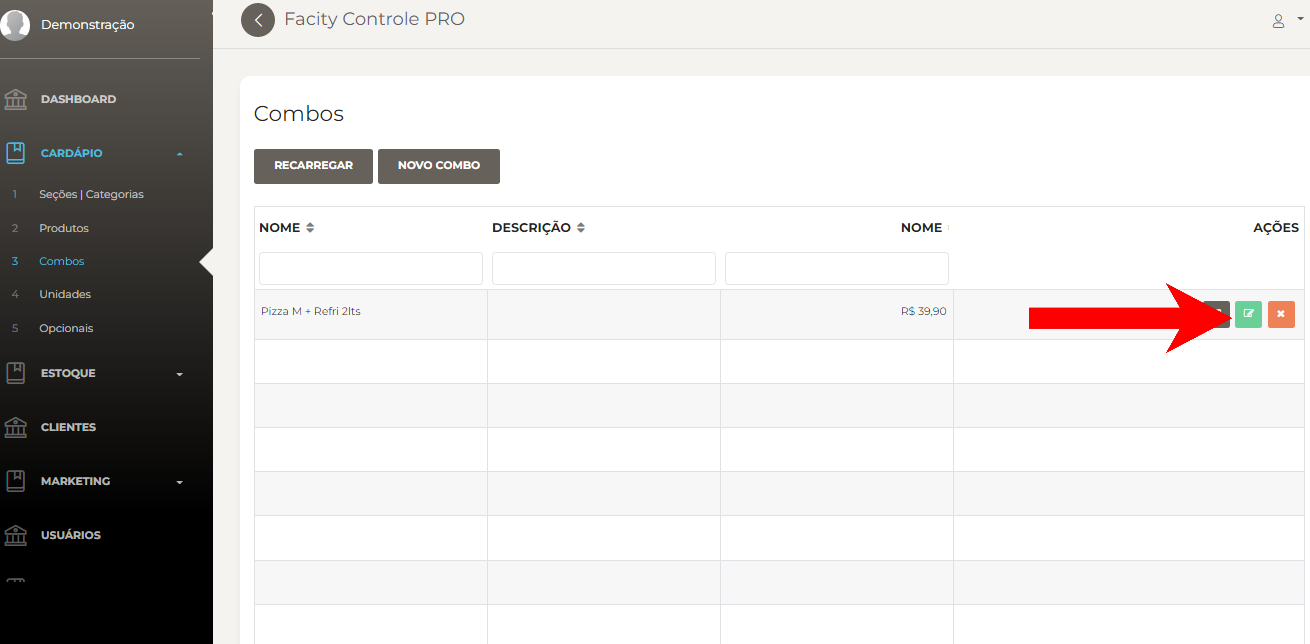 Demonstração
Facity Controle PRO
DASHBOARD
CARDÁPIO
1 Seções | Categorias
2 Produtos
3 Combos
4 Unidades
5 Opcionais
ESTOQUE
CLIENTES
MARKETING
USUÁRIOS
Combos
RECARREGAR NOVO COMBO
NOME DESCRIÇÃO NOME AÇÕES
Pizza M + Refri 2lts R$ 39,90